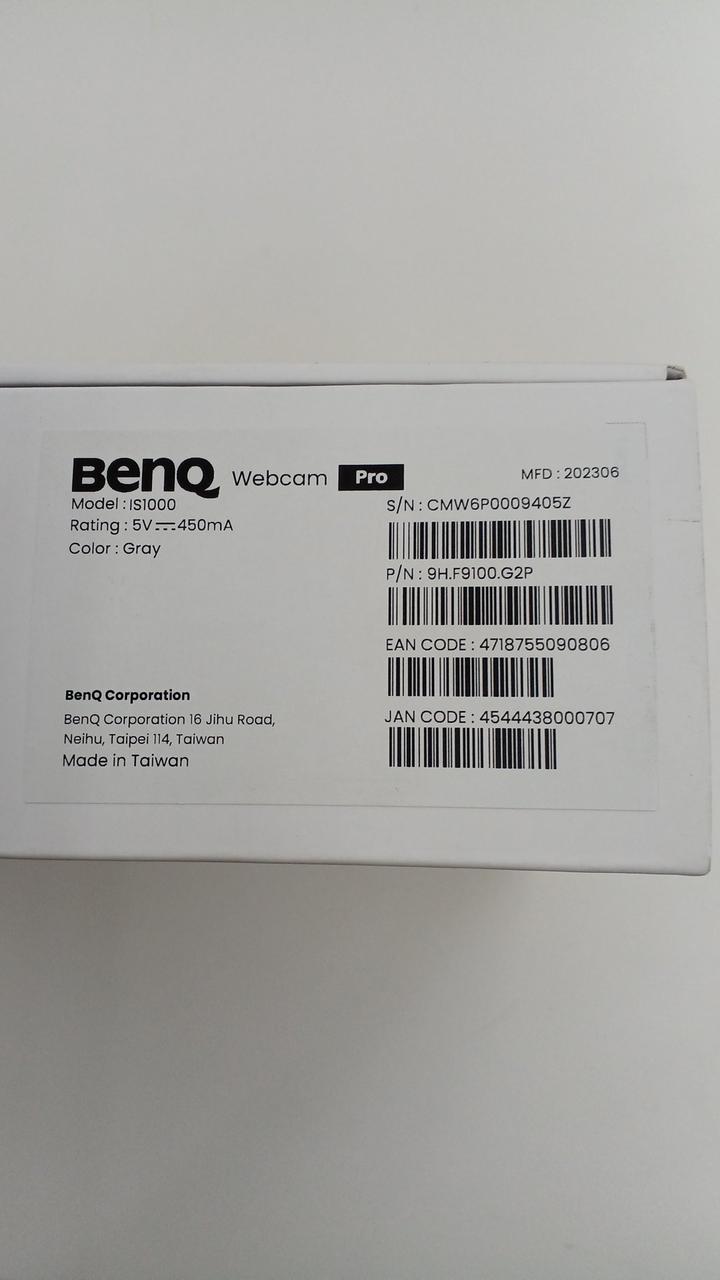 BenQ Webcam Pro
Model : IS1000
Rating : 5V⎓450mA
Color : Gray
BenQ Corporation
BenQ Corporation 16 Jihu Road,
Neihu, Taipei 114, Taiwan
Made in Taiwan
MFD : 202306
S/N : CMW6P0009405Z
P/N : 9H.F9100.G2P
EAN CODE : 4718755090806
JAN CODE : 4544438000707